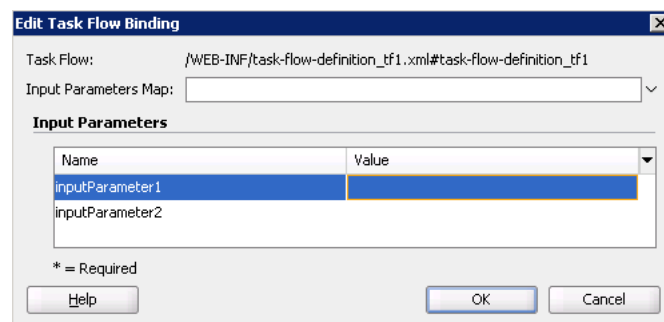 Edit Task Flow Binding
Task Flow: /WEB-INF/task-flow-definition_tf1.xml#task-flow-definition_tf1
Input Parameters Map:
Input Parameters
Name Value
inputParameter1
inputParameter2
* = Required
Help OK Cancel